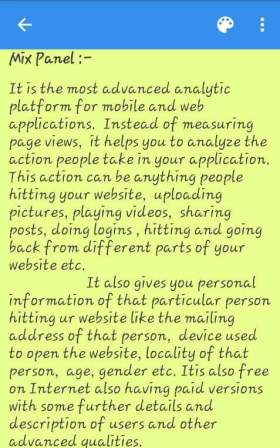 Mix Panel :-
It is the most advanced analytic
platform for mobile and web
applications. Instead of measuring
page views, it helps you to analyze the
action people take in your application.
This action can be anything people
hitting your website, uploading
pictures, playing videos, sharing
posts, doing logins , hitting and going
back from different parts of your
website etc.
It also gives you personal
information of that particular person
hitting ur website like the mailing
address of that person, device used
to open the website, locality of that
person, age, gender etc. Itis also free
on Internet also having paid versions
with some further details and
description of users and other
advanced qualities.